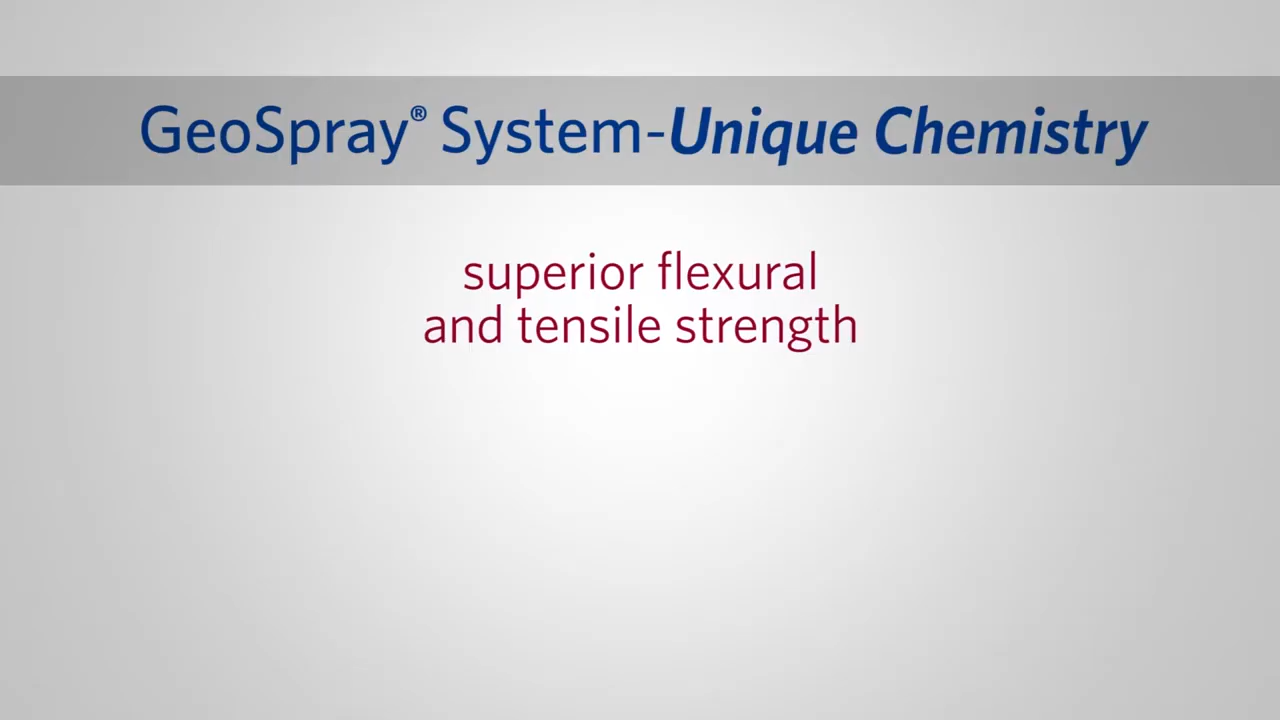 GeoSpray® System-Unique Chemistry
superior flexural
and tensile strength